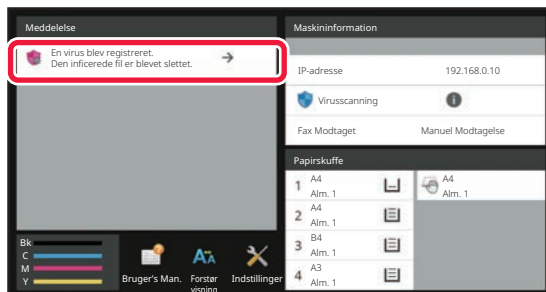 Meddelelse
En virus blev registreret.
Den inficerede fil er blevet slettet.
Maskininformation
IP-adresse 192.168.0.10
Virusscanning
Fax Modtaget Manuel Modtagelse
Papirskuffe
1 A4
Alm. 1
A4
Alm. 1
2 A4
Alm. 1
3 B4
Alm. 1
4 A3
Alm. 1
Bk
C
M
Y
Bruger's Man.
Forstør
visning
Indstillinger